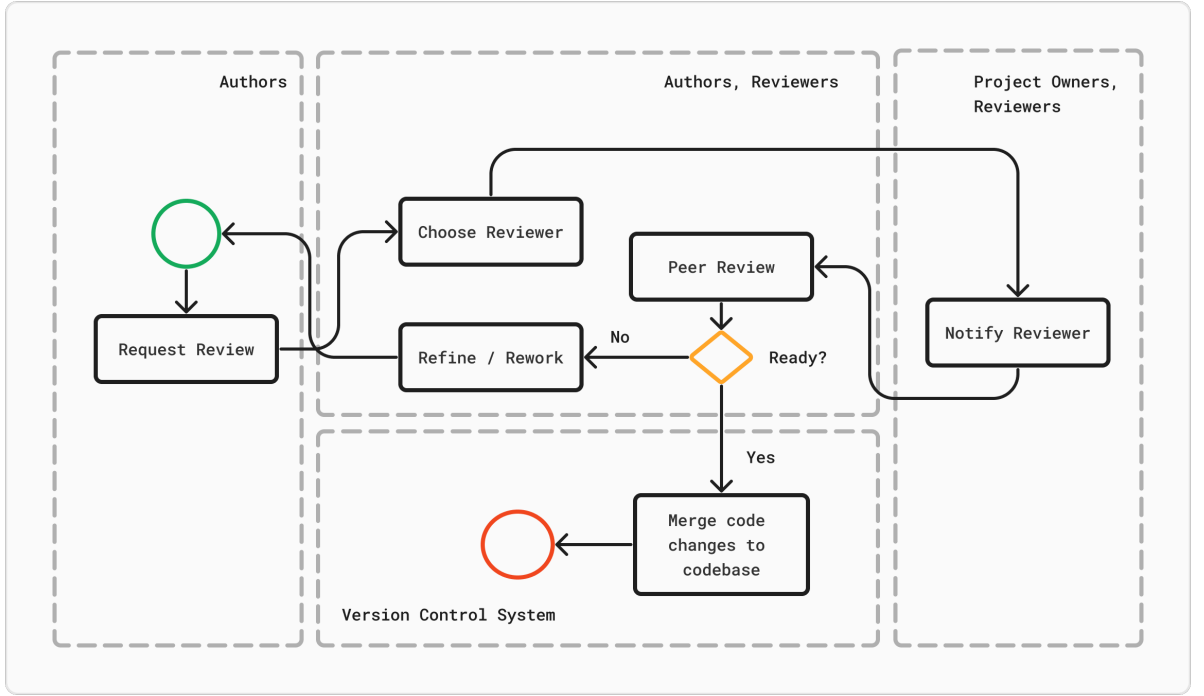 Authors
Authors, Reviewers
Project Owners,
Reviewers
Choose Reviewer
Peer Review
Notify Reviewer
Request Review
Refine / Rework
No
Ready?
Yes
Merge code
changes to
codebase
Version Control System